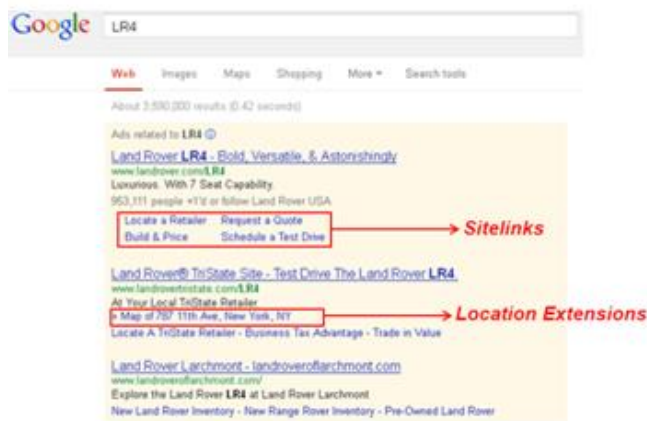 Google LR4
Web Images Maps Shopping More Search tools
About 3,590,000 results (0.42 seconds)
Ads related to LR4
Land Rover LR4 - Bold, Versatile, & Astonishingly
www.landrover.com/LR4
Luxurious. With 7 Seat Capability.
953,111 people +1'd or follow Land Rover USA
Locate a Retailer Request a Quote
Build & Price Schedule a Test Drive
Sitelinks
Land Rover® TriState Site - Test Drive The Land Rover LR4.
www.landrovertristate.com/LR4
At Your Local TriState Retailer
Map of 787 11th Ave, New York, NY
Location Extensions
Locate A TriState Retailer - Business Tax Advantage - Trade in Value
Land Rover Larchmont - landroveroflarchmont.com
www.landroveroflarchmont.com/
Explore the Land Rover LR4 at Land Rover Larchmont
New Land Rover Inventory - New Range Rover Inventory - Pre-Owned Land Rover